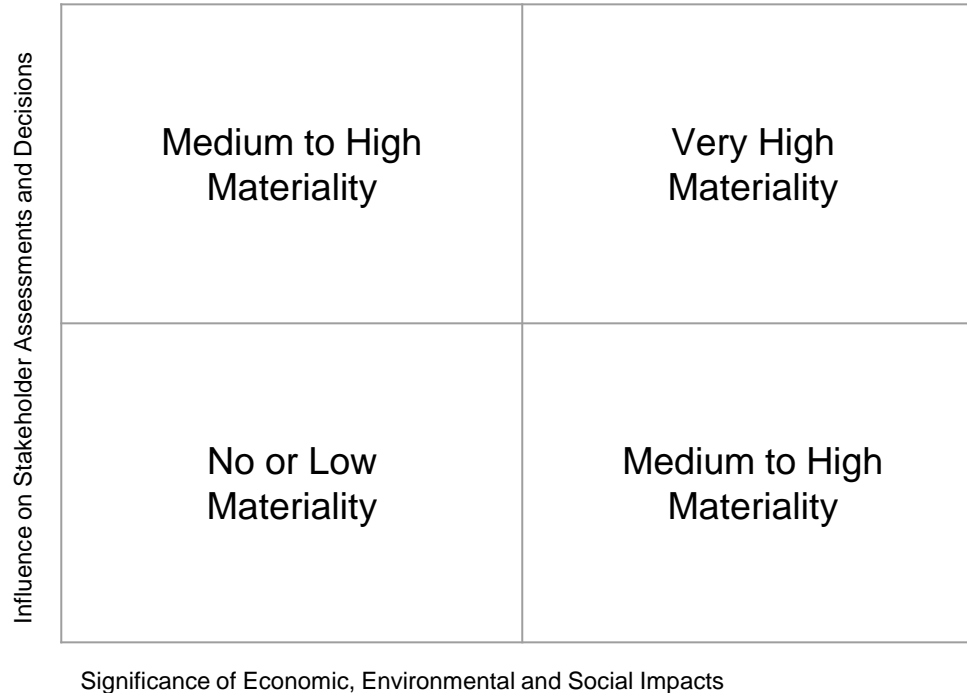 Influence on Stakeholder Assessments and Decisions
Medium to High
Materiality
Very High
Materiality
No or Low
Materiality
Medium to High
Materiality
Significance of Economic, Environmental and Social Impacts